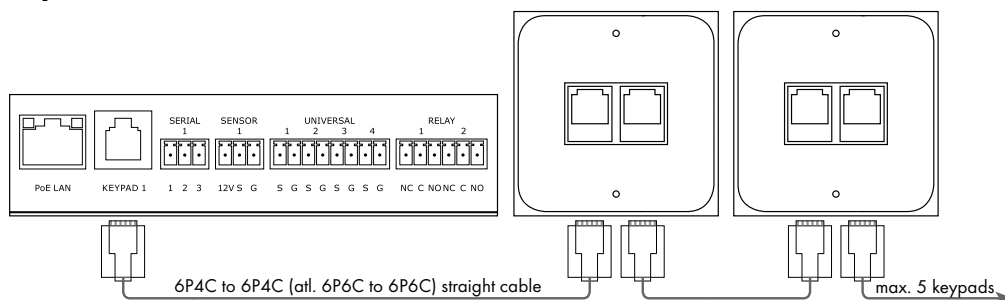 SERIAL SENSOR UNIVERSAL RELAY
1 1 1 2 3 4 1 2
PoE LAN KEYPAD 1 1 2 3 12V S G S G S G S G S G NC C NO NC C NO
6P4C to 6P4C (atl. 6P6C to 6P6C) straight cable
max. 5 keypads